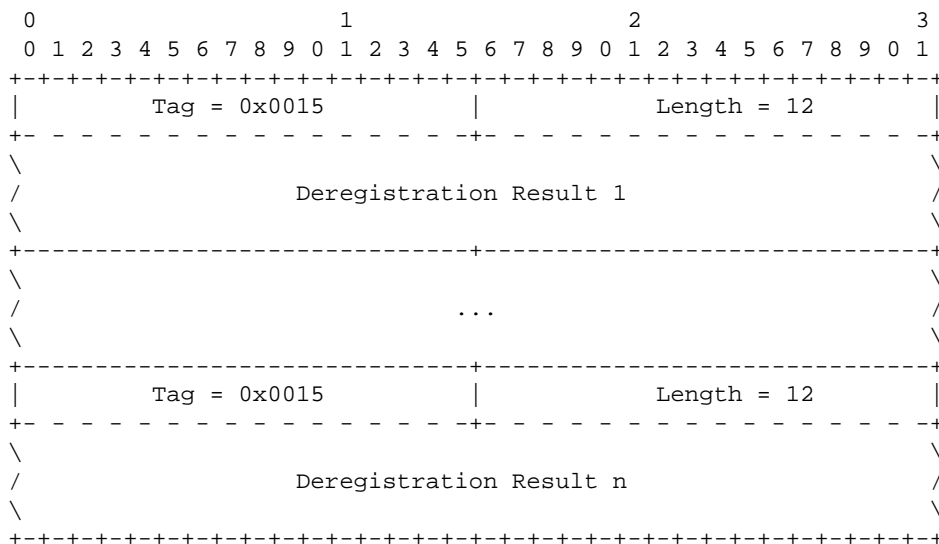 0                   1                   2                   3
 0 1 2 3 4 5 6 7 8 9 0 1 2 3 4 5 6 7 8 9 0 1 2 3 4 5 6 7 8 9 0 1
+-+-+-+-+-+-+-+-+-+-+-+-+-+-+-+-+-+-+-+-+-+-+-+-+-+-+-+-+-+-+-+-+
|         Tag = 0x0015          |            Length = 12        |
+- - - - - - - - - - - - - - - -+- - - - - - - - - - - - - - - -+
\                                                               \
/                   Deregistration Result 1                     /
\                                                               \
+-------------------------------+-------------------------------+
\                                                               \
/                              ...                              /
\                                                               \
+-------------------------------+-------------------------------+
|         Tag = 0x0015          |            Length = 12        |
+- - - - - - - - - - - - - - - -+- - - - - - - - - - - - - - - -+
\                                                               \
/                   Deregistration Result n                     /
\                                                               \
+-+-+-+-+-+-+-+-+-+-+-+-+-+-+-+-+-+-+-+-+-+-+-+-+-+-+-+-+-+-+-+-+